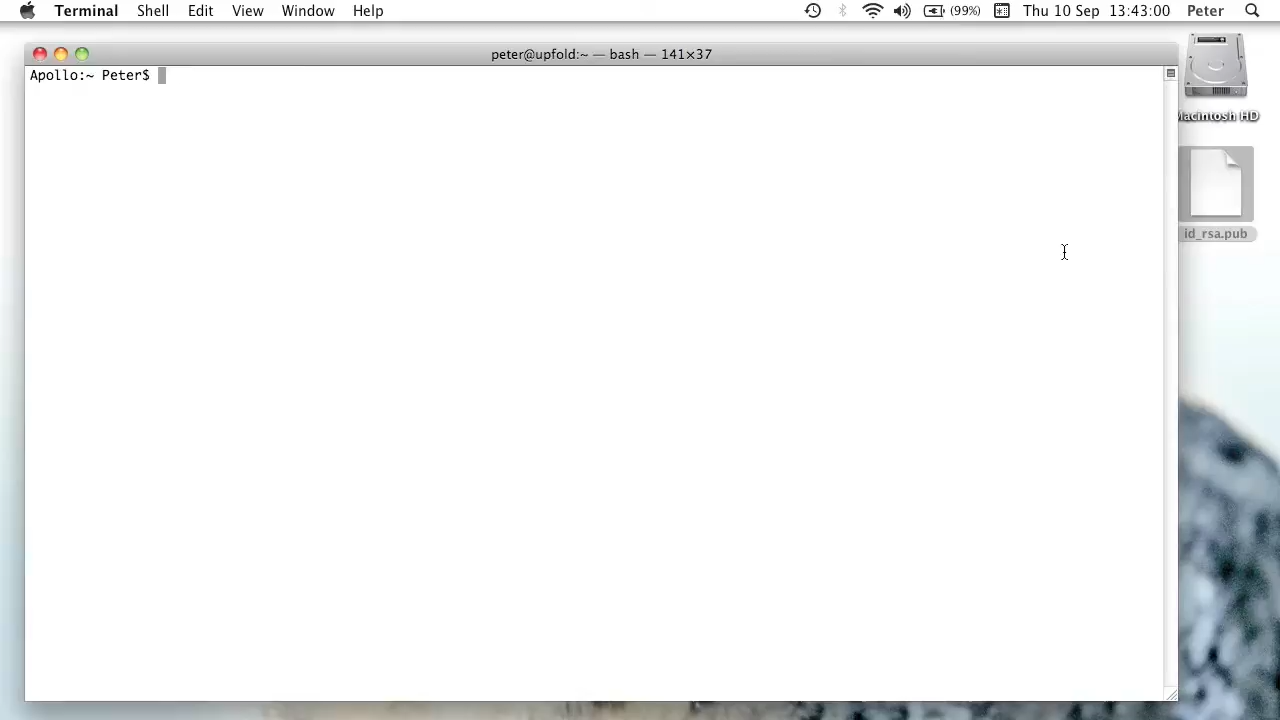 Terminal Shell Edit View Window Help (99%) Thu 10 Sep 13:43:00 Peter
peter@upfold:~ — bash — 141×37
Apollo:~ Peter$
Macintosh HD
id_rsa.pub